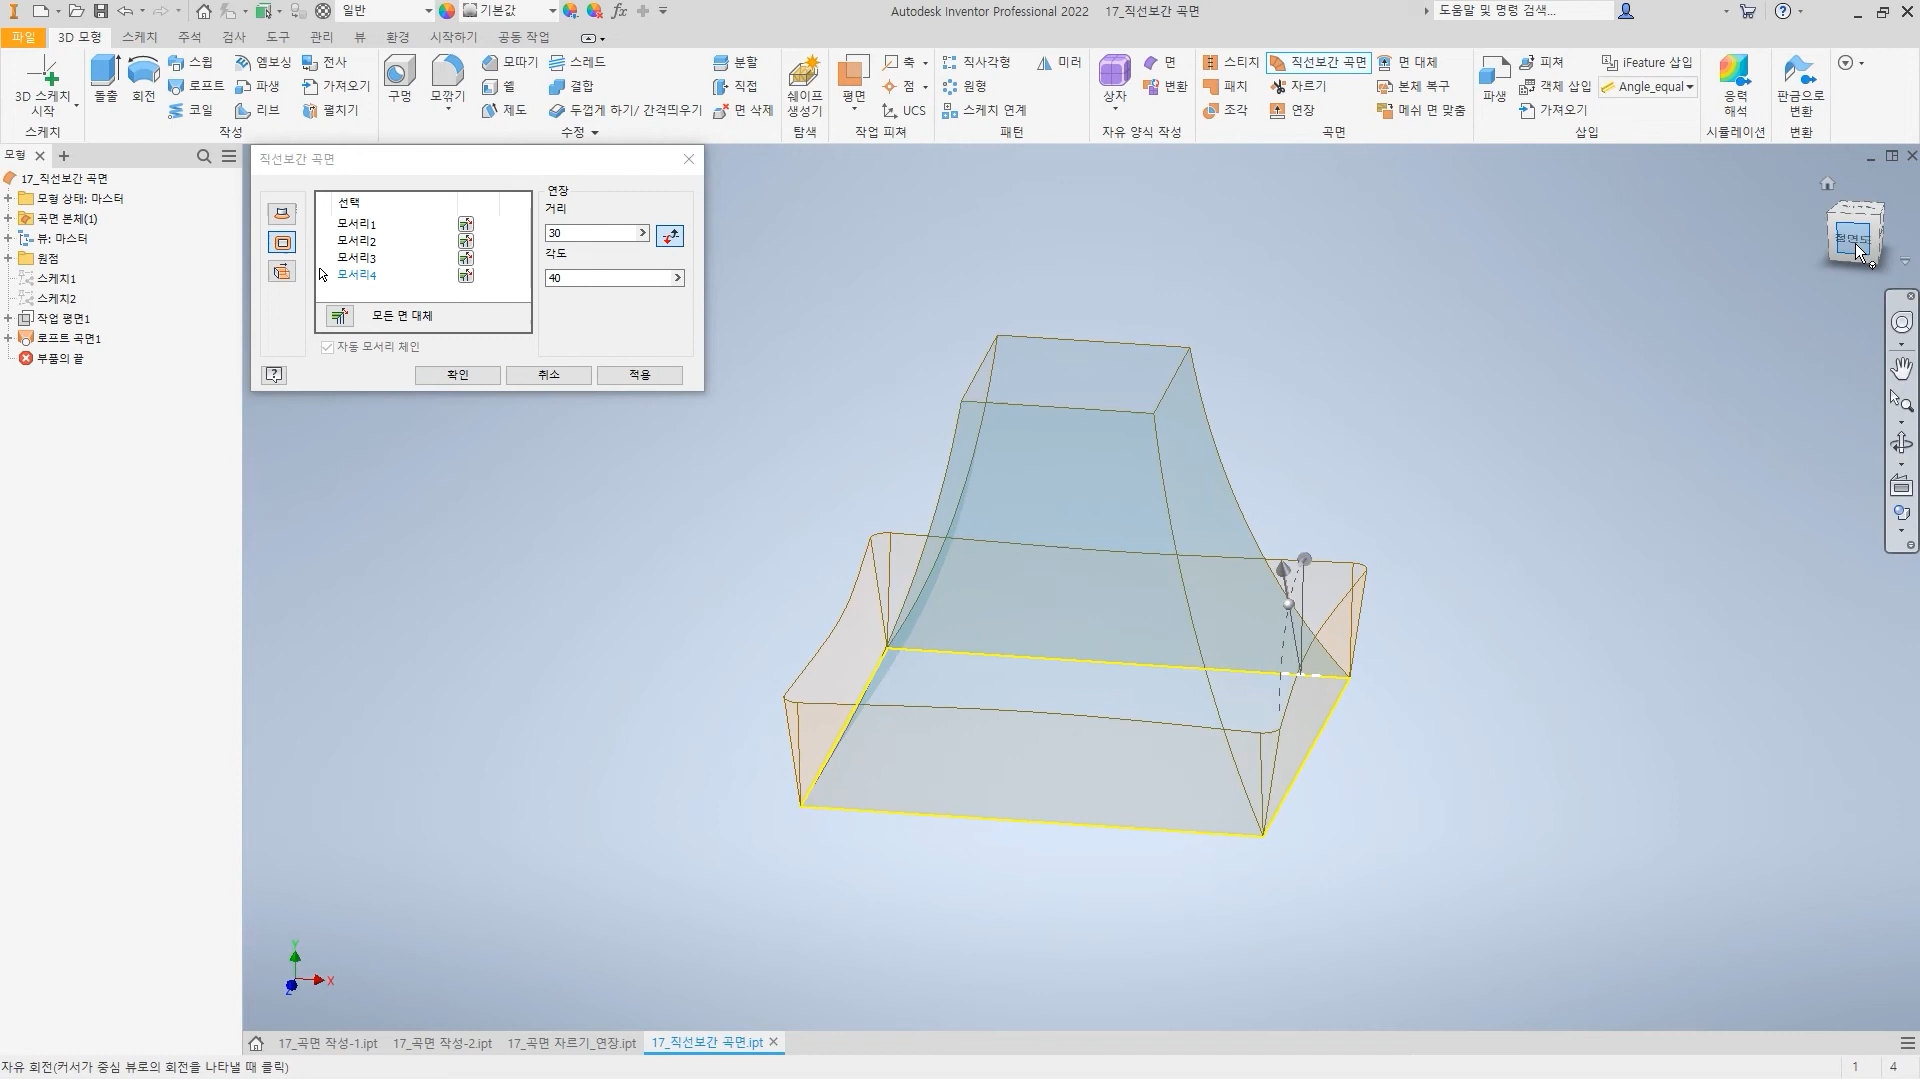 일반
기본값
fx
Autodesk Inventor Professional 2022 17_직선보간 곡면
도움말 및 명령 검색...
파일 3D 모형 스케치 주석 검사 도구 관리 뷰 환경 시작하기 공동 작업
3D 스케치
시작
스케치
돌출 회전
스윕 엠보싱 전사
로프트 파생 가져오기
코일 리브 펼치기
작성
구멍 모깎기
모따기 스레드
쉘 결합
제도 두껍게 하기/ 간격띄우기
분할
직접
면 삭제
수정
쉐이프
생성기
탐색
평면
축
점
UCS
작업 피쳐
직사각형 미러
원형
스케치 연계
패턴
상자
면
변환
자유 양식 작성
스티치 직선보간 곡면 면 대체
패치 자르기 본체 복구
조각 연장 메쉬 면 맞춤
곡면
파생
피쳐 iFeature 삽입
객체 삽입 Angle_equal
가져오기
삽입
응력
해석
시뮬레이션
판금으로
변환
변환
모형
17_직선보간 곡면
모형 상태: 마스터
곡면 본체(1)
뷰: 마스터
원점
스케치1
스케치2
작업 평면1
로프트 곡면1
부품의 끝
직선보간 곡면
선택
모서리1
모서리2
모서리3
모서리4
모든 면 대체
자동 모서리 체인
연장
거리
30
각도
40
확인 취소 적용
정면도
Y
X
Z
17_곡면 작성-1.ipt 17_곡면 작성-2.ipt 17_곡면 자르기_연장.ipt 17_직선보간 곡면.ipt
자유 회전(커서가 중심 뷰로의 회전을 나타낼 때 클릭)
1 4